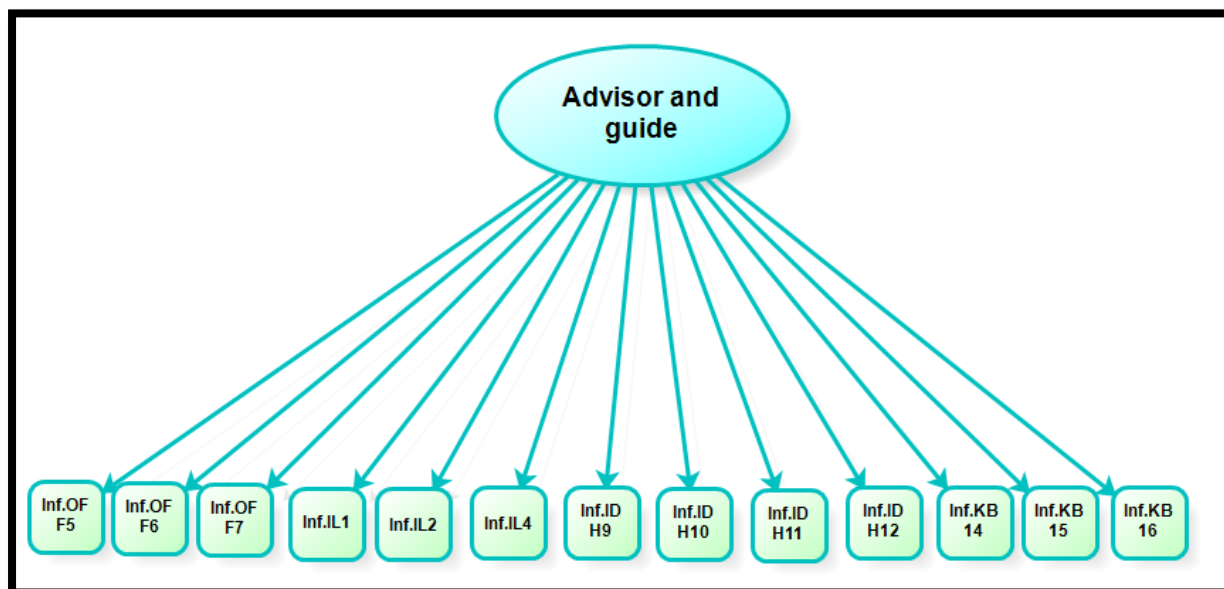 Advisor and
guide
Inf.OF
F5
Inf.OF
F6
Inf.OF
F7
Inf.IL1
Inf.IL2
Inf.IL4
Inf.ID
H9
Inf.ID
H10
Inf.ID
H11
Inf.ID
H12
Inf.KB
14
Inf.KB
15
Inf.KB
16